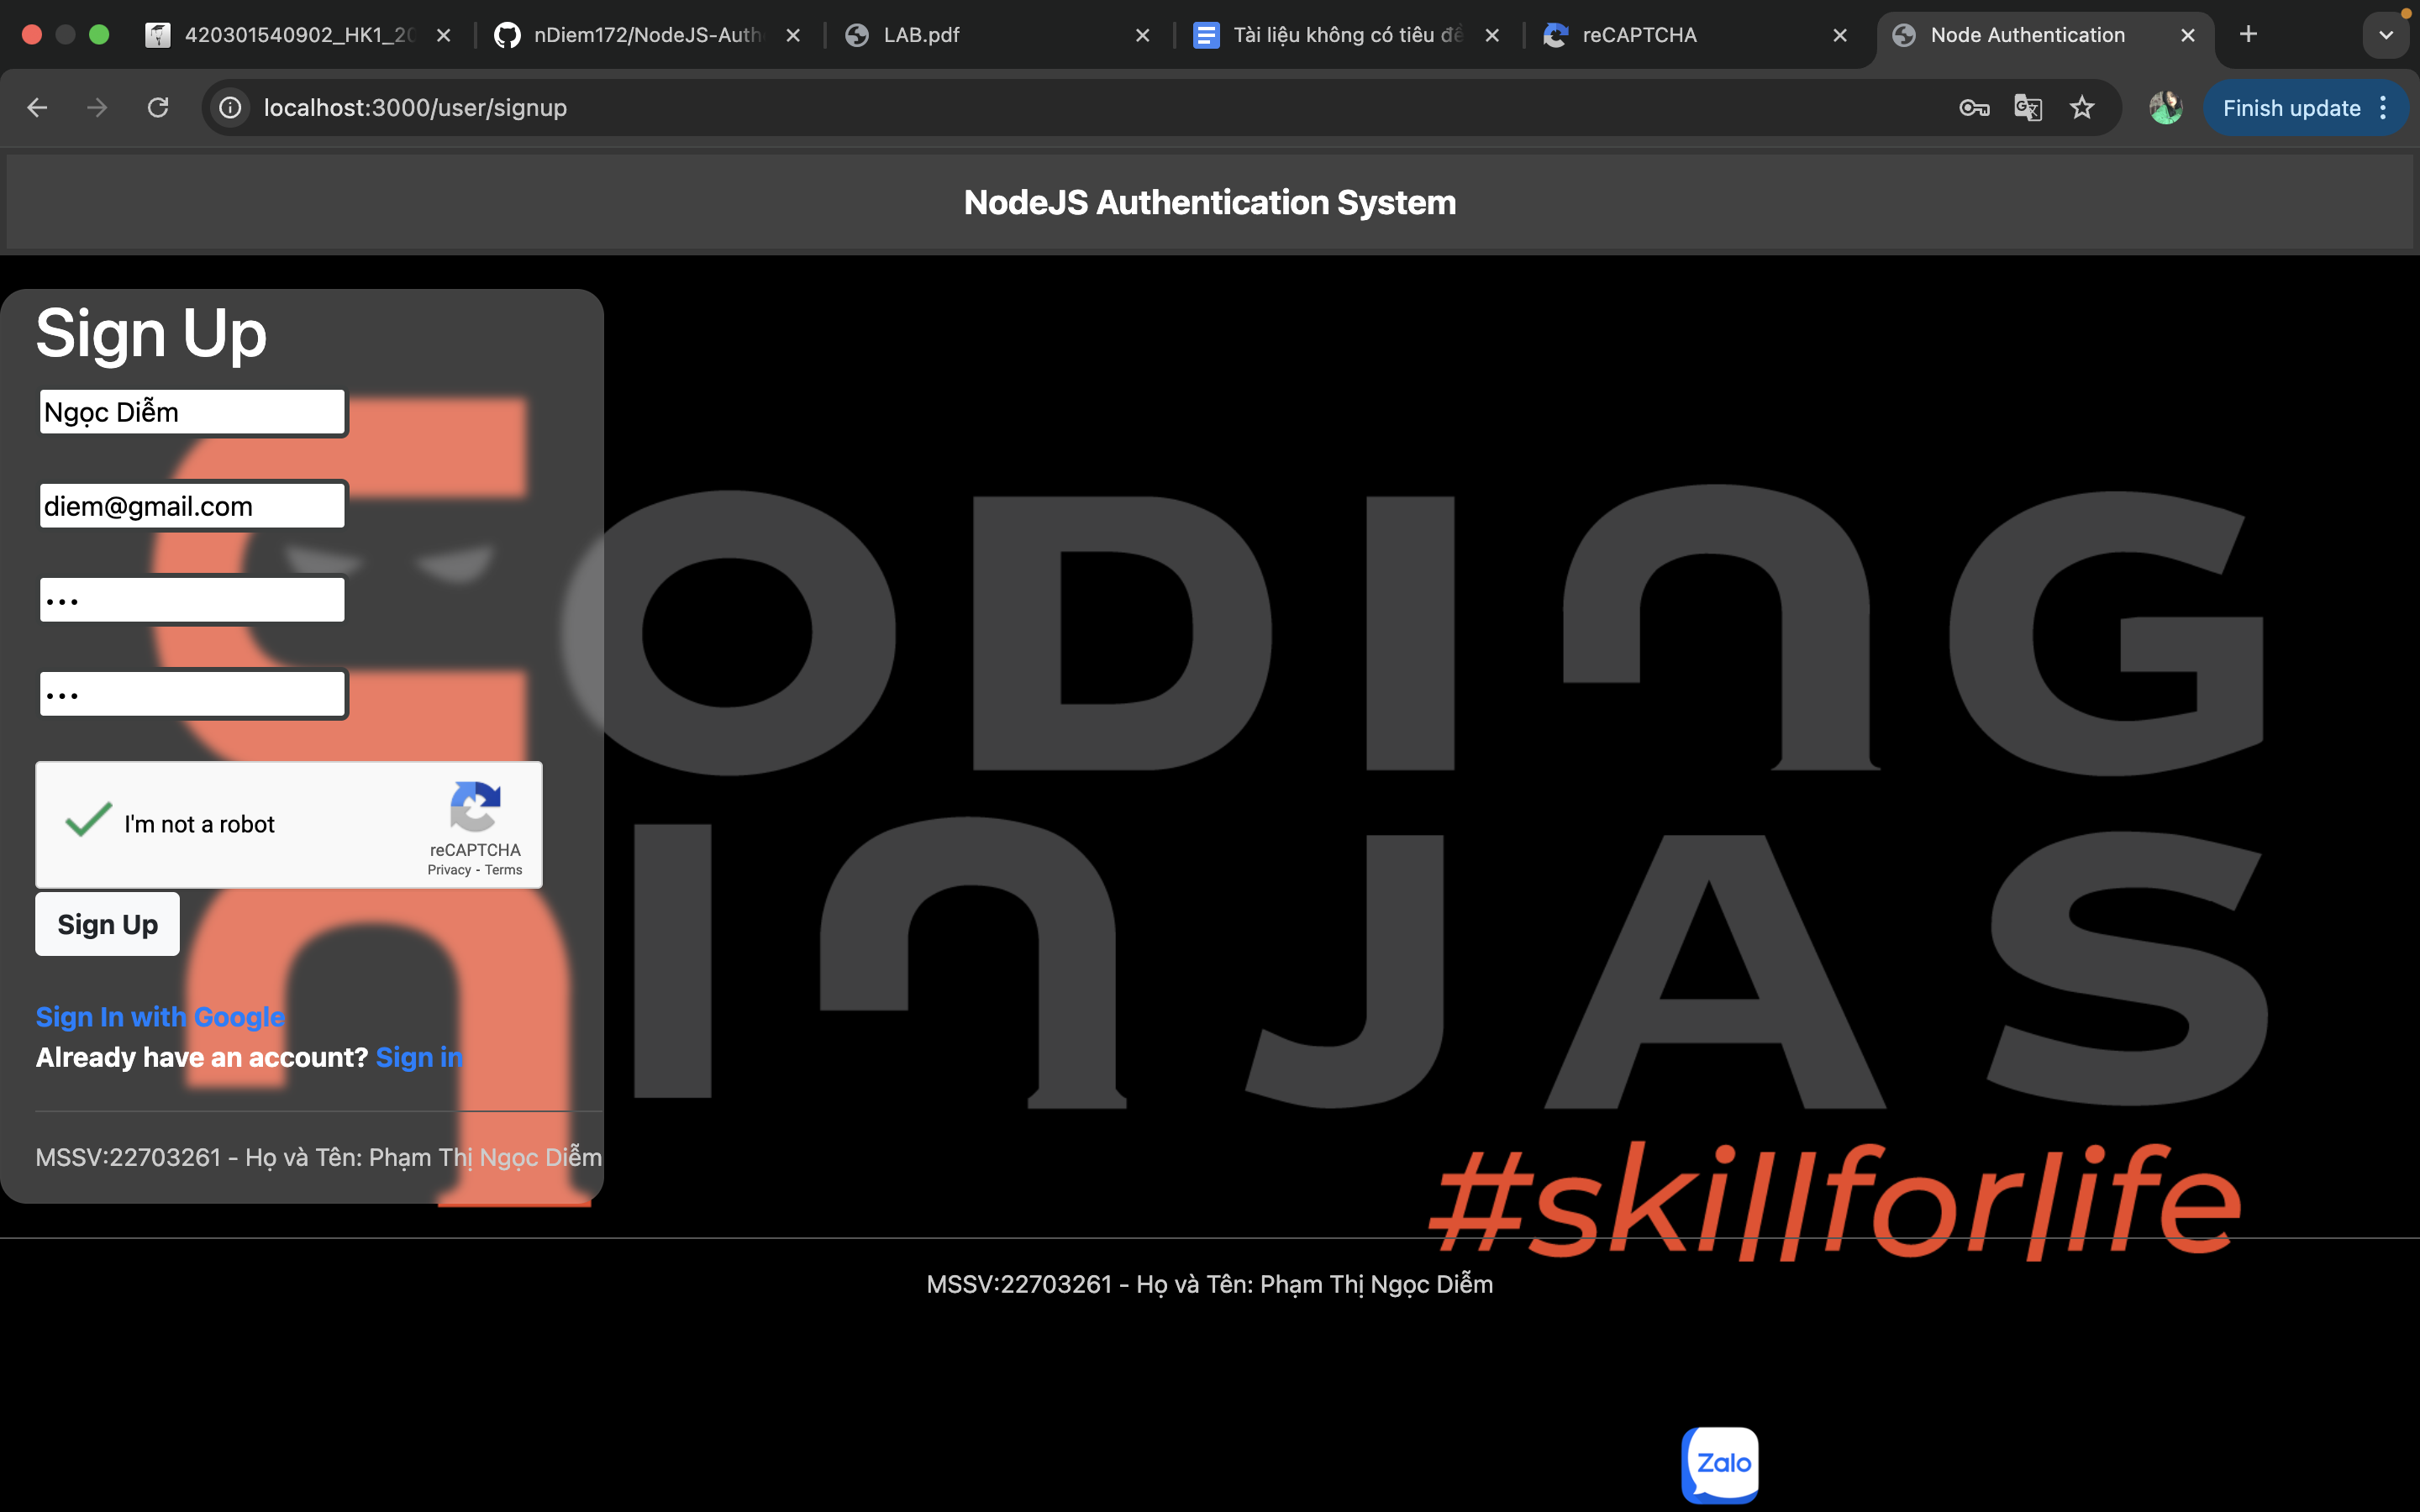 420301540902_HK1_20
nDiem172/NodeJS-Auth
LAB.pdf
Tài liệu không có tiêu đề
reCAPTCHA
Node Authentication
localhost:3000/user/signup
Finish update
NodeJS Authentication System
Sign Up
Ngọc Diễm
diem@gmail.com
•••
•••
I'm not a robot
reCAPTCHA
Privacy - Terms
Sign Up
Sign In with Google
Already have an account? Sign in
MSSV:22703261 - Họ và Tên: Phạm Thị Ngọc Diễm
CODING
NINJAS
#skillforlife
MSSV:22703261 - Họ và Tên: Phạm Thị Ngọc Diễm
Zalo